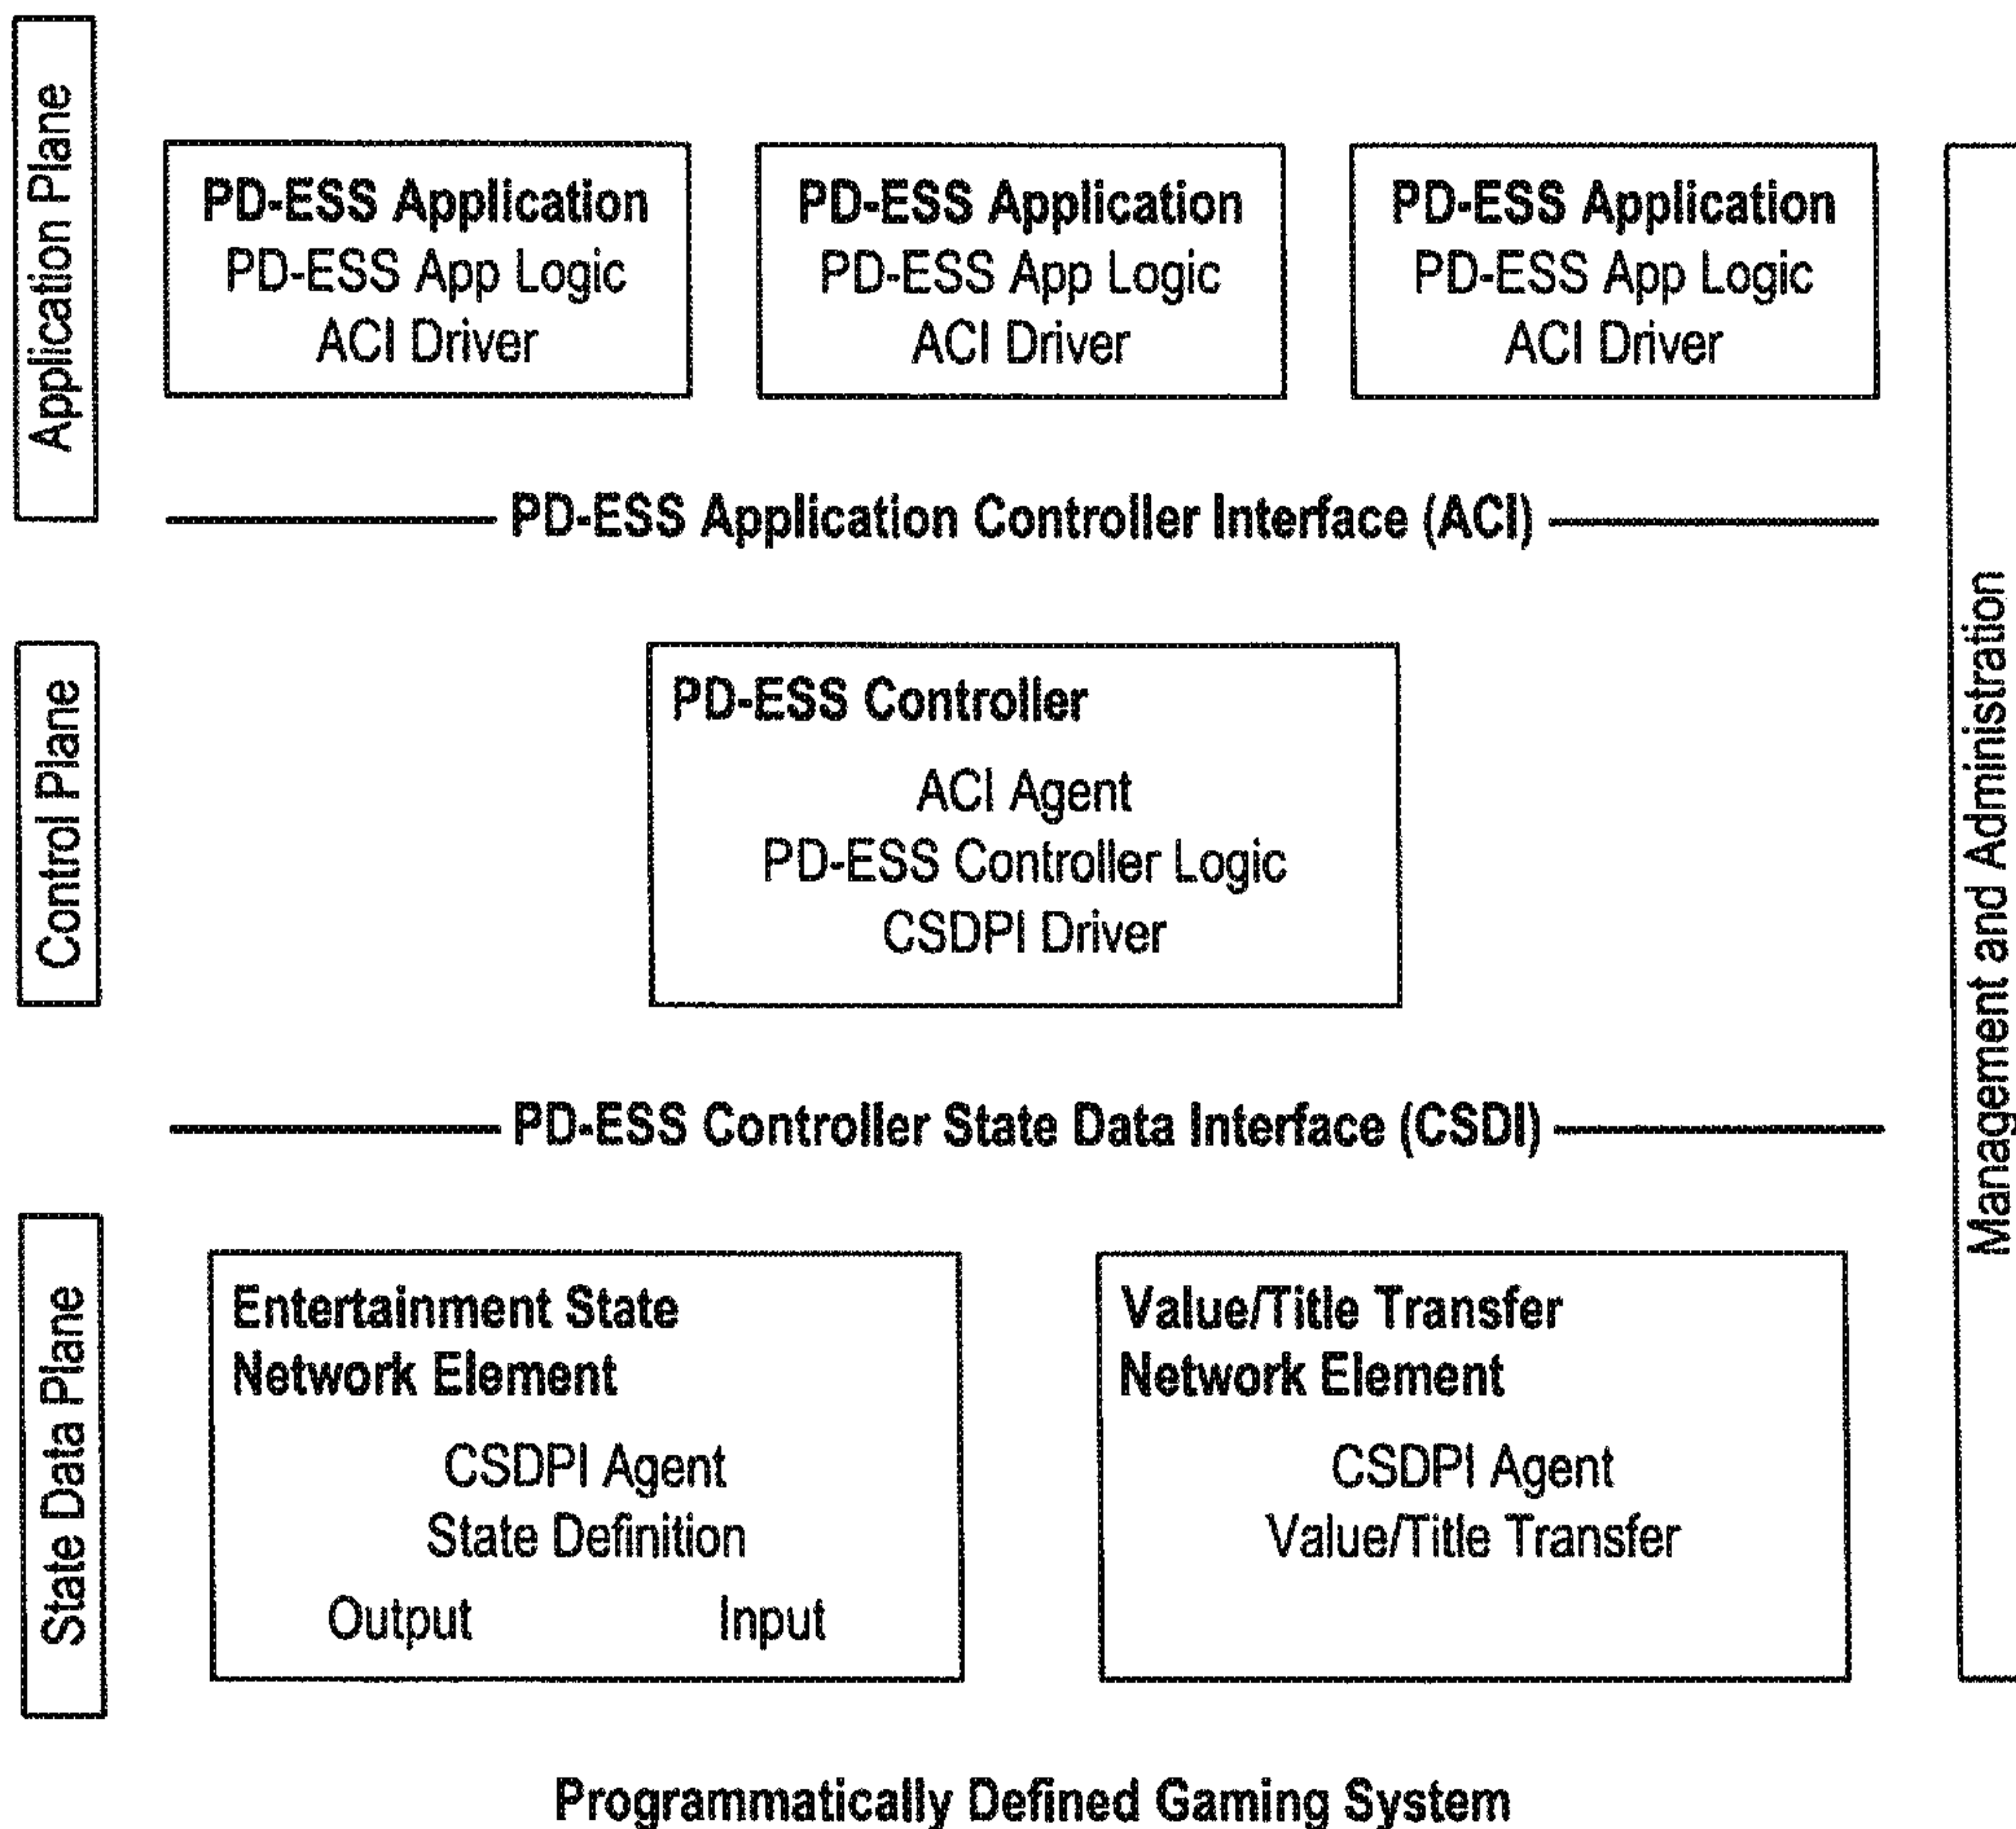 Application Plane
PD-ESS Application
PD-ESS App Logic
ACI Driver
PD-ESS Application
PD-ESS App Logic
ACI Driver
PD-ESS Application
PD-ESS App Logic
ACI Driver
PD-ESS Application Controller Interface (ACI)
Control Plane
PD-ESS Controller
ACI Agent
PD-ESS Controller Logic
CSDPI Driver
PD-ESS Controller State Data Interface (CSDI)
State Data Plane
Entertainment State
Network Element
CSDPI Agent
State Definition
Output Input
Value/Title Transfer
Network Element
CSDPI Agent
Value/Title Transfer
Management and Administration
Programmatically Defined Gaming System